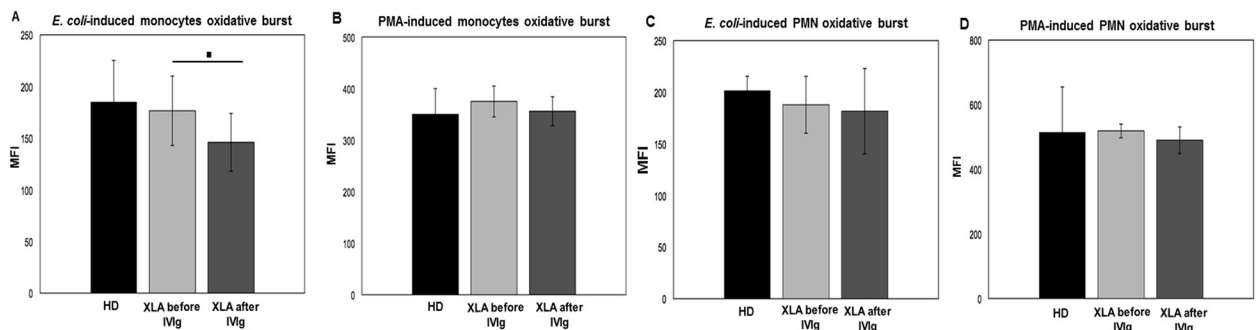 A
E. coli-induced monocytes oxidative burst
250
200
150
100
50
0
MFI
HD
XLA before IVIg
XLA after IVIg
B
PMA-induced monocytes oxidative burst
500
400
300
200
100
0
MFI
HD
XLA before IVIg
XLA after IVIg
C
E. coli-induced PMN oxidative burst
250
200
150
100
50
0
MFI
HD
XLA before IVIg
XLA after IVIg
D
PMA-induced PMN oxidative burst
800
600
400
200
0
MFI
HD
XLA before IVIg
XLA after IVIg